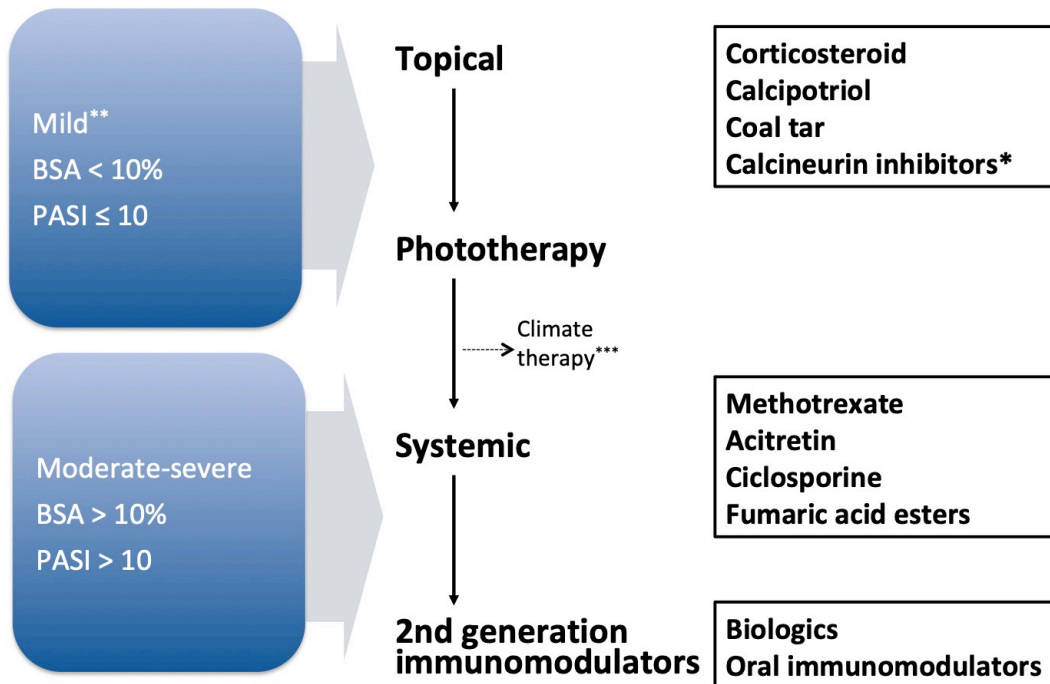 Mild**
BSA < 10%
PASI ≤ 10
Topical
Corticosteroid
Calcipotriol
Coal tar
Calcineurin inhibitors*
Phototherapy
Climate
therapy***
Moderate-severe
BSA > 10%
PASI > 10
Systemic
Methotrexate
Acitretin
Ciclosporine
Fumaric acid esters
2nd generation
immunomodulators
Biologics
Oral immunomodulators